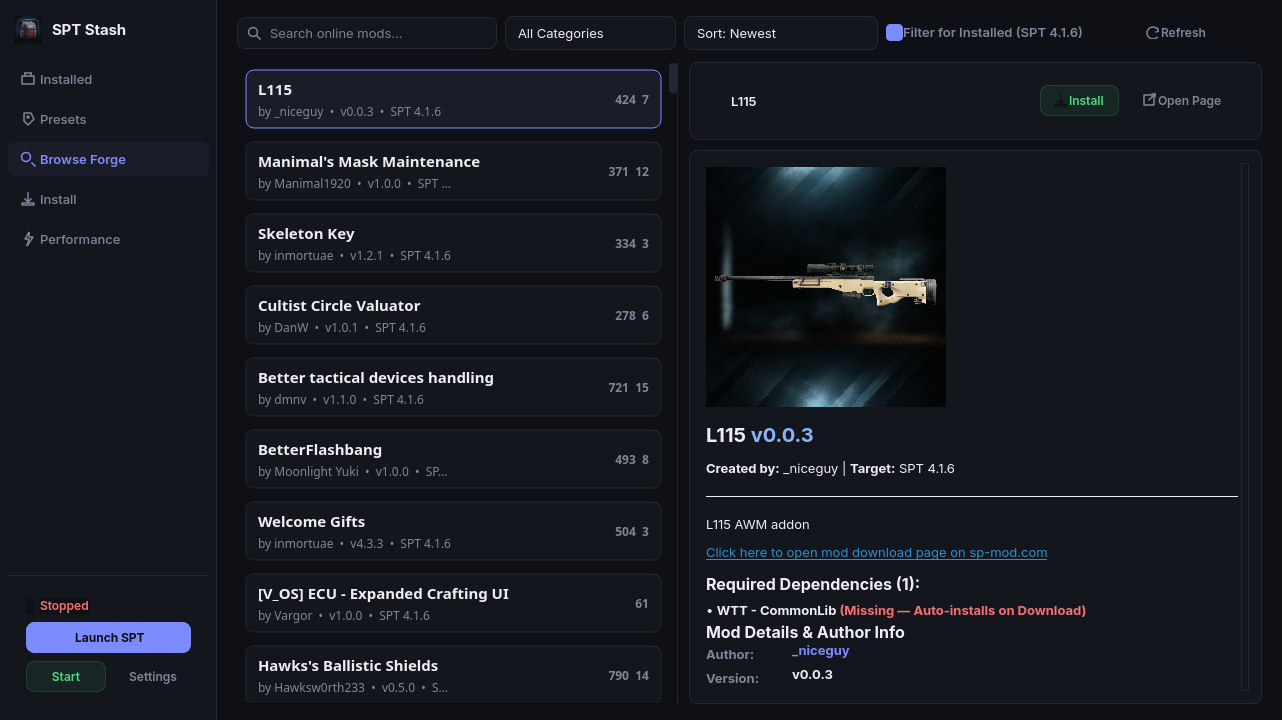 SPT Stash
Installed
Presets
Browse Forge
Install
Performance
Stopped
Launch SPT
Start
Settings
Search online mods...
All Categories
Sort: Newest
Filter for Installed (SPT 4.1.6)
Refresh
L115
by _niceguy • v0.0.3 • SPT 4.1.6
424 7
Manimal's Mask Maintenance
by Manimal1920 • v1.0.0 • SPT ...
371 12
Skeleton Key
by inmortuae • v1.2.1 • SPT 4.1.6
334 3
Cultist Circle Valuator
by DanW • v1.0.1 • SPT 4.1.6
278 6
Better tactical devices handling
by dmnv • v1.1.0 • SPT 4.1.6
721 15
BetterFlashbang
by Moonlight Yuki • v1.0.0 • SP...
493 8
Welcome Gifts
by inmortuae • v4.3.3 • SPT 4.1.6
504 3
[V_OS] ECU - Expanded Crafting UI
by Vargor • v1.0.0 • SPT 4.1.6
61
Hawks's Ballistic Shields
by Hawksw0rth233 • v0.5.0 • S...
790 14
L115
Install
Open Page
L115 v0.0.3
Created by: _niceguy | Target: SPT 4.1.6
L115 AWM addon
Click here to open mod download page on sp-mod.com
Required Dependencies (1):
• WTT - CommonLib (Missing — Auto-installs on Download)
Mod Details & Author Info
Author: _niceguy
Version: v0.0.3